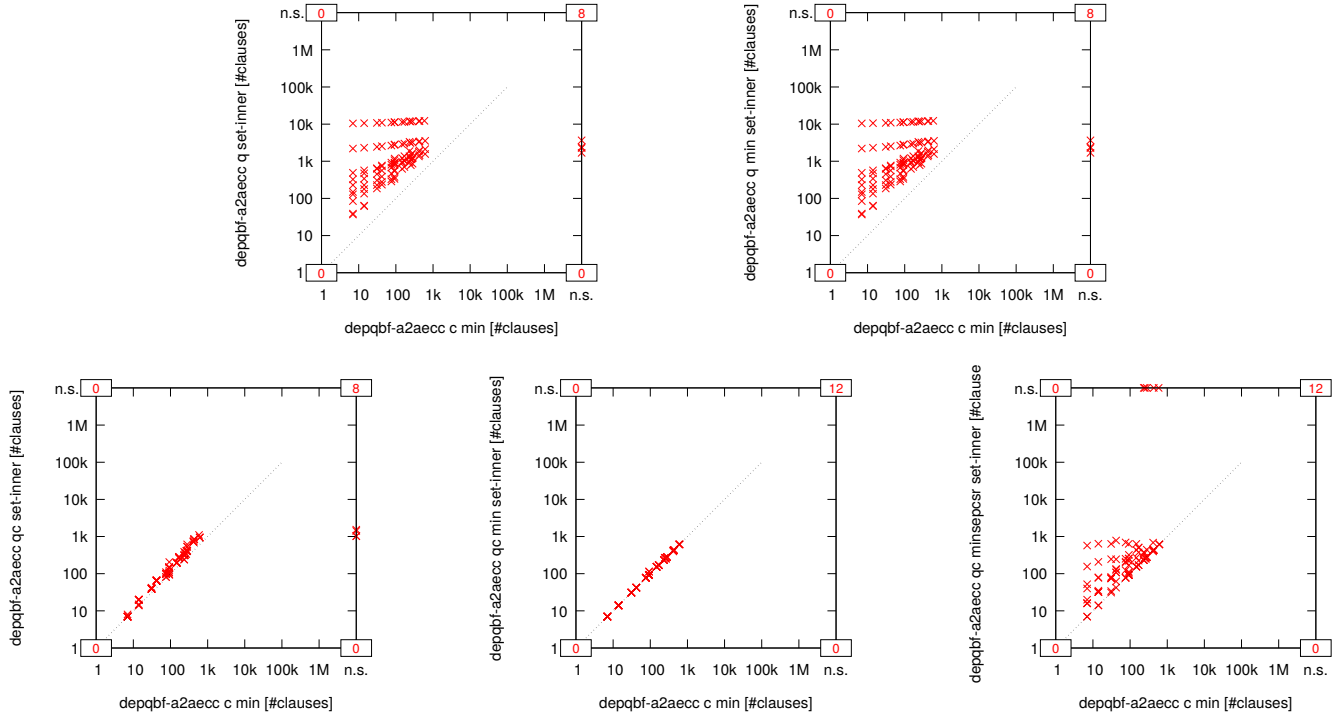 n.s. 0 8
1M
100k
10k
1k
100
10
1 0 0
1 10 100 1k 10k 100k 1M n.s.
depqbf-a2aecc q set-inner [#clauses]
depqbf-a2aecc c min [#clauses]
n.s. 0 8
1M
100k
10k
1k
100
10
1 0 0
1 10 100 1k 10k 100k 1M n.s.
depqbf-a2aecc q min set-inner [#clauses]
depqbf-a2aecc c min [#clauses]
n.s. 0 8
1M
100k
10k
1k
100
10
1 0 0
1 10 100 1k 10k 100k 1M n.s.
depqbf-a2aecc qc set-inner [#clauses]
depqbf-a2aecc c min [#clauses]
n.s. 0 12
1M
100k
10k
1k
100
10
1 0 0
1 10 100 1k 10k 100k 1M n.s.
depqbf-a2aecc qc min set-inner [#clauses]
depqbf-a2aecc c min [#clauses]
n.s. 0 12
1M
100k
10k
1k
100
10
1 0 0
1 10 100 1k 10k 100k 1M n.s.
depqbf-a2aecc qc minsepcsr set-inner [#clause
depqbf-a2aecc c min [#clauses]